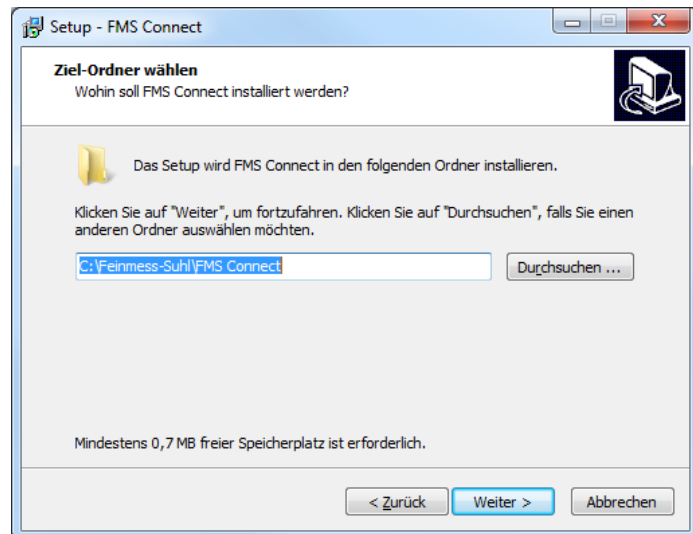 Setup - FMS Connect
Ziel-Ordner wählen
Wohin soll FMS Connect installiert werden?
Das Setup wird FMS Connect in den folgenden Ordner installieren.
Klicken Sie auf "Weiter", um fortzufahren. Klicken Sie auf "Durchsuchen", falls Sie einen
anderen Ordner auswählen möchten.
C:\Feinmess-Suhl\FMS Connect
Durchsuchen ...
Mindestens 0,7 MB freier Speicherplatz ist erforderlich.
< Zurück
Weiter >
Abbrechen